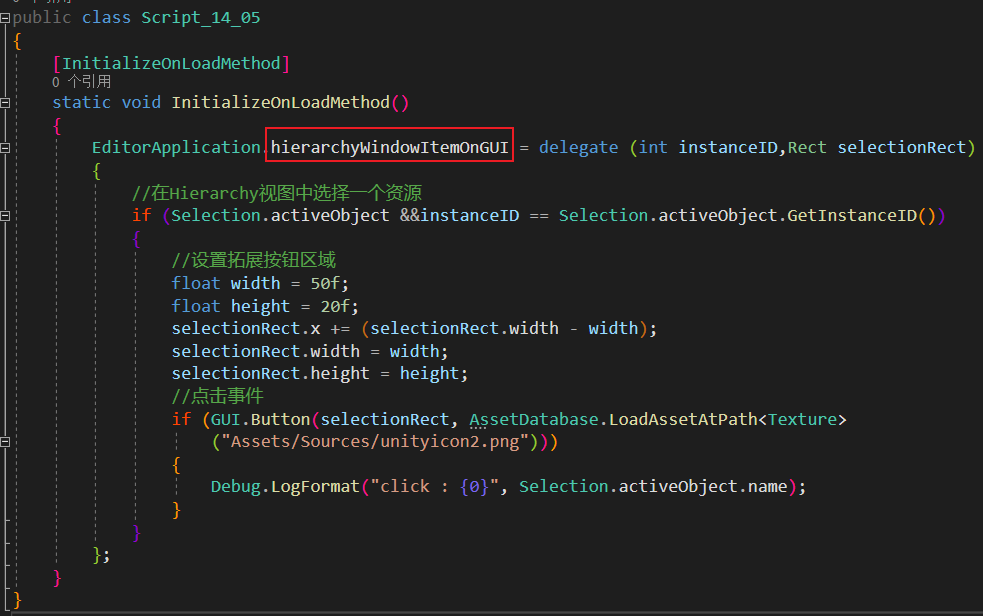 public class Script_14_05
{
[InitializeOnLoadMethod]
0 个引用
static void InitializeOnLoadMethod()
{
EditorApplication.hierarchyWindowItemOnGUI = delegate (int instanceID,Rect selectionRect)
{
//在Hierarchy视图中选择一个资源
if (Selection.activeObject &&instanceID == Selection.activeObject.GetInstanceID())
{
//设置拓展按钮区域
float width = 50f;
float height = 20f;
selectionRect.x += (selectionRect.width - width);
selectionRect.width = width;
selectionRect.height = height;
//点击事件
if (GUI.Button(selectionRect, AssetDatabase.LoadAssetAtPath<Texture>
("Assets/Sources/unityicon2.png")))
{
Debug.LogFormat("click : {0}", Selection.activeObject.name);
}
}
};
}
}